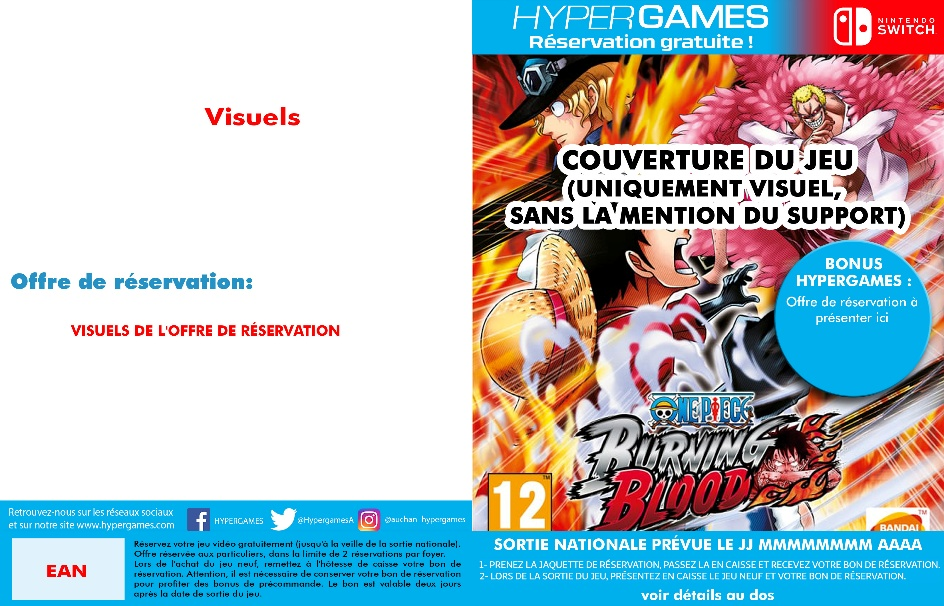 Visuels
Offre de réservation:
VISUELS DE L'OFFRE DE RÉSERVATION
Retrouvez-nous sur les réseaux sociaux
et sur notre site www.hypergames.com
HYPERGAMES
@HypergamesA
@auchan_hypergames
EAN
Réservez votre jeu vidéo gratuitement (jusqu'à la veille de la sortie nationale).
Offre réservée aux particuliers, dans la limite de 2 réservations par foyer.
Lors de l'achat du jeu neuf, remettez à l'hôtesse de caisse votre bon de
réservation. Attention, il est nécessaire de conserver votre bon de réservation
pour profiter des bonus de précommande. Le bon est valable deux jours
après la date de sortie du jeu.
HYPERGAMES
Réservation gratuite !
NINTENDO
SWITCH
COUVERTURE DU JEU
(UNIQUEMENT VISUEL,
SANS LA MENTION DU SUPPORT)
BONUS
HYPERGAMES :
Offre de réservation à
présenter ici
ONE PIECE
BURNING
BLOOD
12
BANDAI
SORTIE NATIONALE PRÉVUE LE JJ MMMMMMMMM AAAA
1- PRENEZ LA JAQUETTE DE RÉSERVATION, PASSEZ LA EN CAISSE ET RECEVEZ VOTRE BON DE RÉSERVATION.
2- LORS DE LA SORTIE DU JEU, PRÉSENTEZ EN CAISSE LE JEU NEUF ET VOTRE BON DE RÉSERVATION.
voir détails au dos